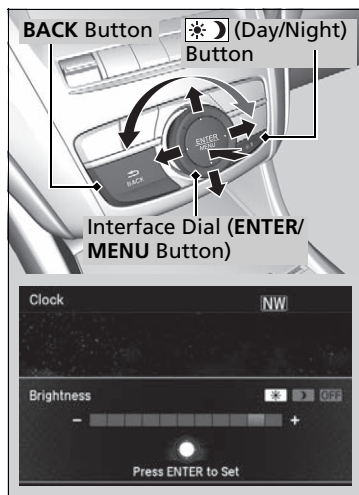 BACK Button
(Day/Night)
Button
ENTER
MENU
BACK
Interface Dial (ENTER/
MENU Button)
Clock
NW
Brightness
OFF
- +
Press ENTER to Set